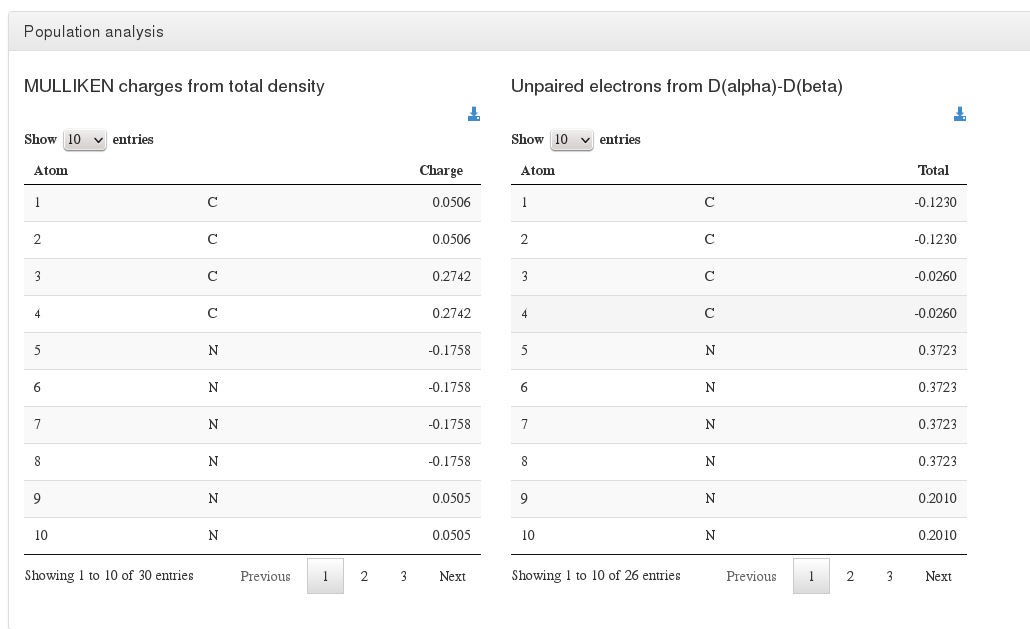 Population analysis
MULLIKEN charges from total density
Show 10 entries
Atom Charge
1 C 0.0506
2 C 0.0506
3 C 0.2742
4 C 0.2742
5 N -0.1758
6 N -0.1758
7 N -0.1758
8 N -0.1758
9 N 0.0505
10 N 0.0505
Showing 1 to 10 of 30 entries Previous 1 2 3 Next
Unpaired electrons from D(alpha)-D(beta)
Show 10 entries
Atom Total
1 C -0.1230
2 C -0.1230
3 C -0.0260
4 C -0.0260
5 N 0.3723
6 N 0.3723
7 N 0.3723
8 N 0.3723
9 N 0.2010
10 N 0.2010
Showing 1 to 10 of 26 entries Previous 1 2 3 Next